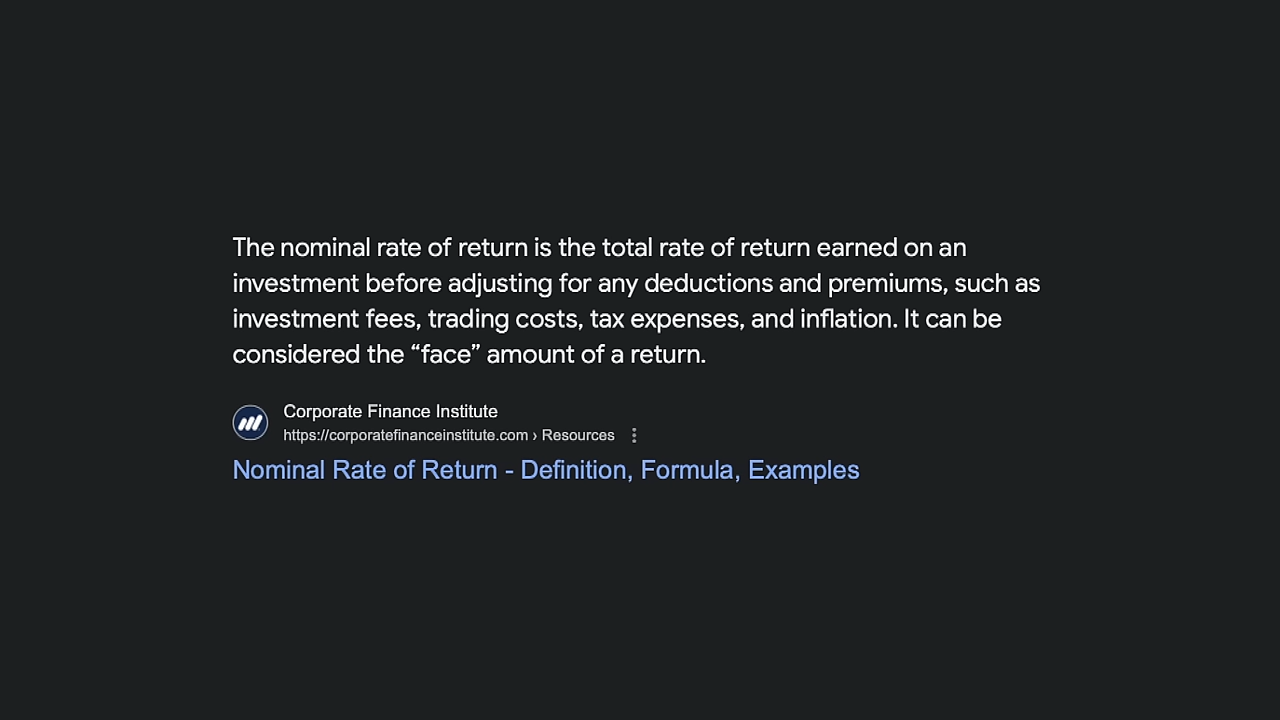 The nominal rate of return is the total rate of return earned on an
investment before adjusting for any deductions and premiums, such as
investment fees, trading costs, tax expenses, and inflation. It can be
considered the “face” amount of a return.
Corporate Finance Institute
https://corporatefinanceinstitute.com › Resources
Nominal Rate of Return - Definition, Formula, Examples